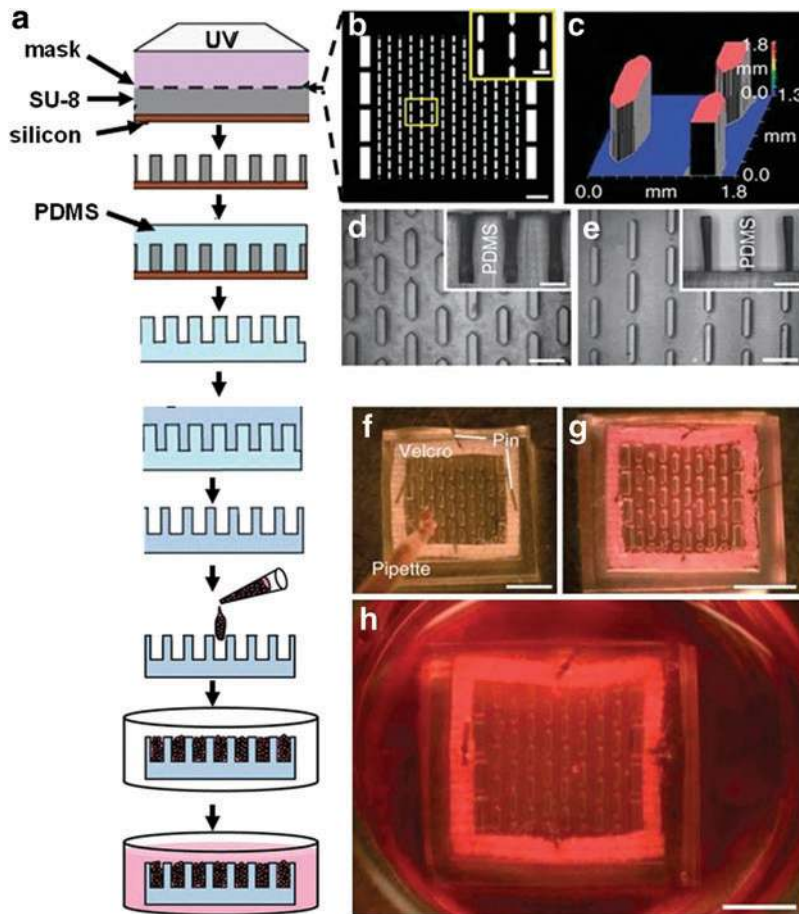 a
UV
mask
SU-8
silicon
PDMS
b
c
1.8
mm
0.0
1.3
mm
0.0
0.0 mm 1.8
d
PDMS
e
PDMS
f
Pin
Velcro
Pipette
g
h